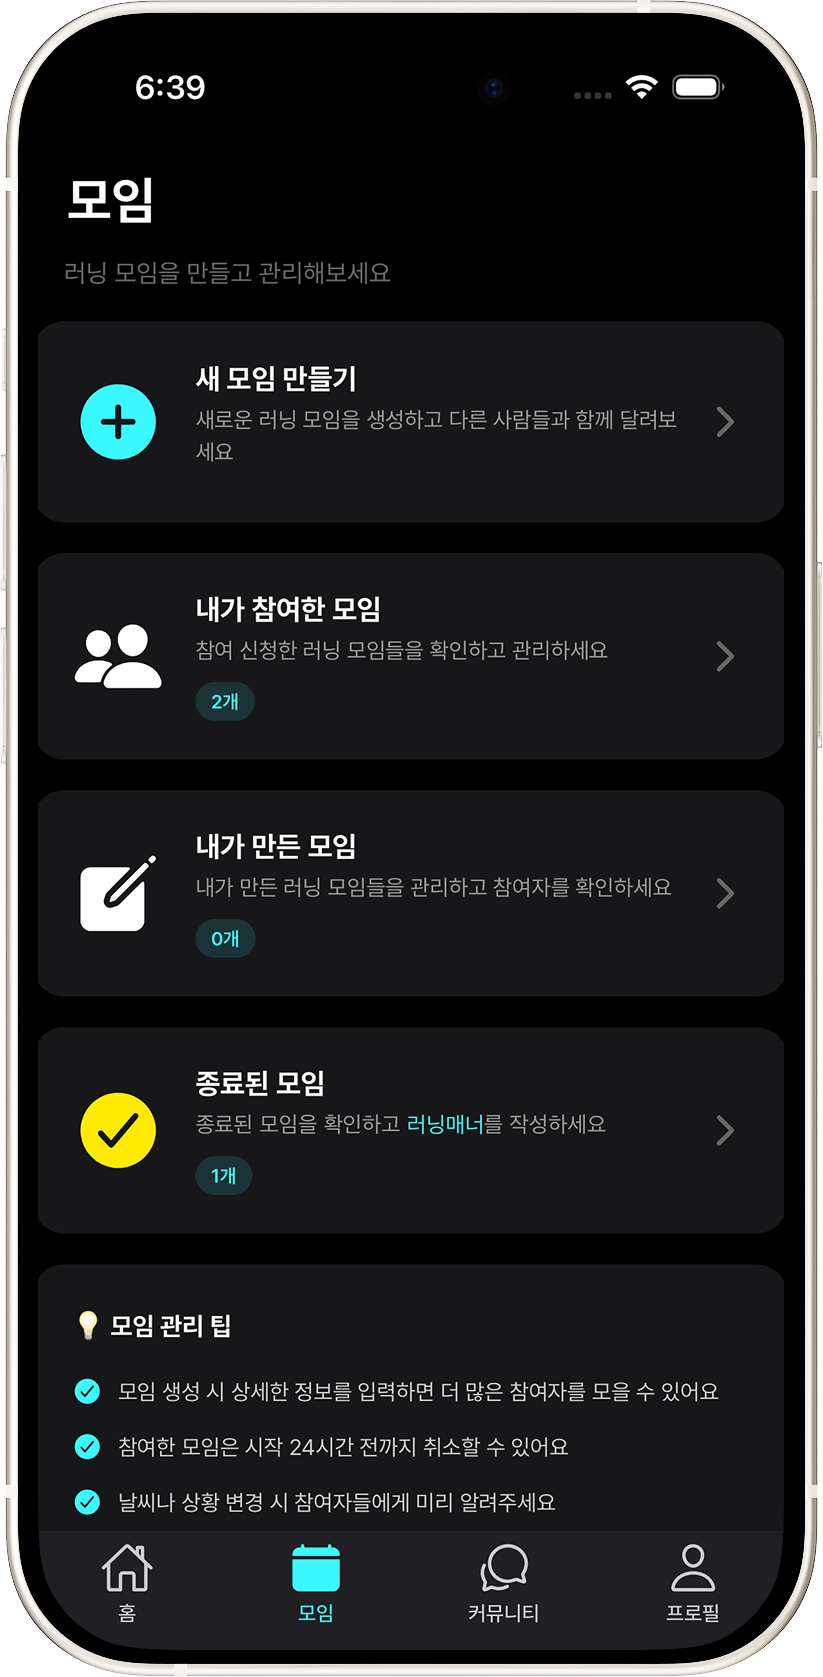 6:39
모임
러닝 모임을 만들고 관리해보세요
새 모임 만들기
새로운 러닝 모임을 생성하고 다른 사람들과 함께 달려보
세요
내가 참여한 모임
참여 신청한 러닝 모임들을 확인하고 관리하세요
2개
내가 만든 모임
내가 만든 러닝 모임들을 관리하고 참여자를 확인하세요
0개
종료된 모임
종료된 모임을 확인하고 러닝매너를 작성하세요
1개
💡 모임 관리 팁
모임 생성 시 상세한 정보를 입력하면 더 많은 참여자를 모을 수 있어요
참여한 모임은 시작 24시간 전까지 취소할 수 있어요
날씨나 상황 변경 시 참여자들에게 미리 알려주세요
홈
모임
커뮤니티
프로필